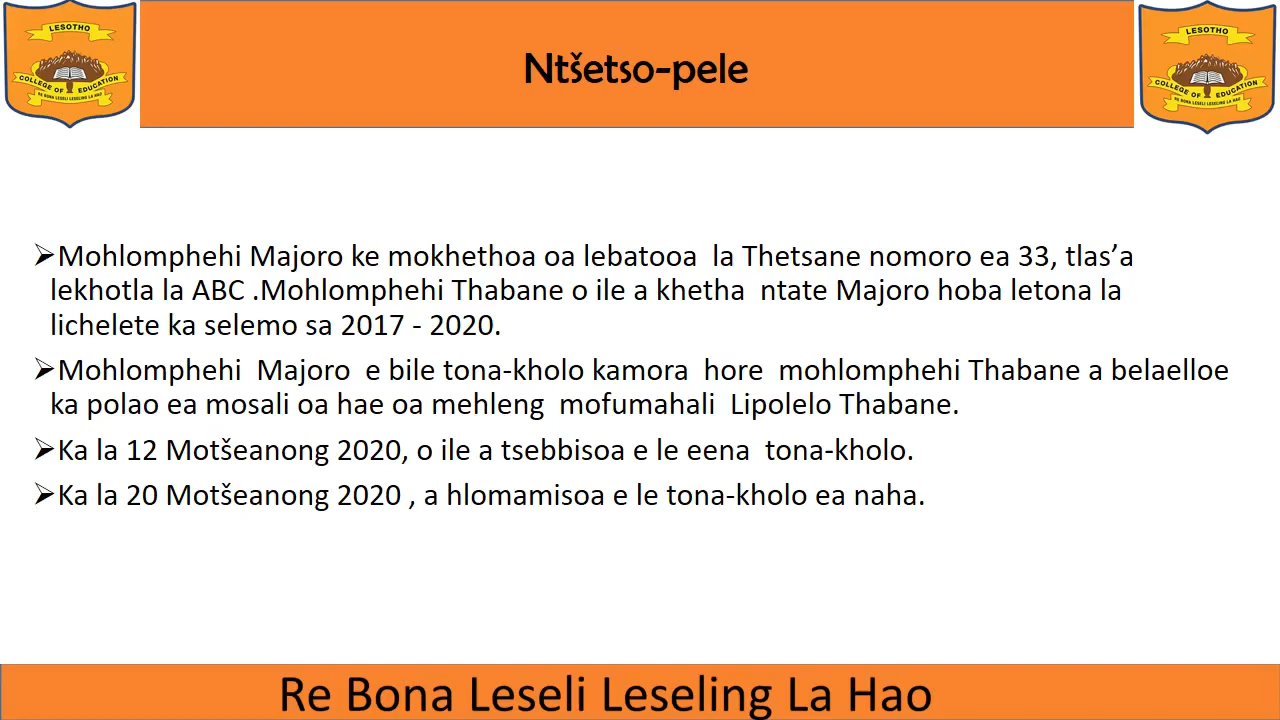 LESOTHO
COLLEGE OF EDUCATION
RE BONA LESELI LESELING LA HAO
Ntšetso-pele
LESOTHO
COLLEGE OF EDUCATION
RE BONA LESELI LESELING LA HAO
➢Mohlomphehi Majoro ke mokhethoa oa lebatooa la Thetsane nomoro ea 33, tlas’a
lekhotla la ABC .Mohlomphehi Thabane o ile a khetha ntate Majoro hoba letona la
lichelete ka selemo sa 2017 - 2020.
➢Mohlomphehi Majoro e bile tona-kholo kamora hore mohlomphehi Thabane a belaelloe
ka polao ea mosali oa hae oa mehleng mofumahali Lipolelo Thabane.
➢Ka la 12 Motšeanong 2020, o ile a tsebbisoa e le eena tona-kholo.
➢Ka la 20 Motšeanong 2020 , a hlomamisoa e le tona-kholo ea naha.
Re Bona Leseli Leseling La Hao